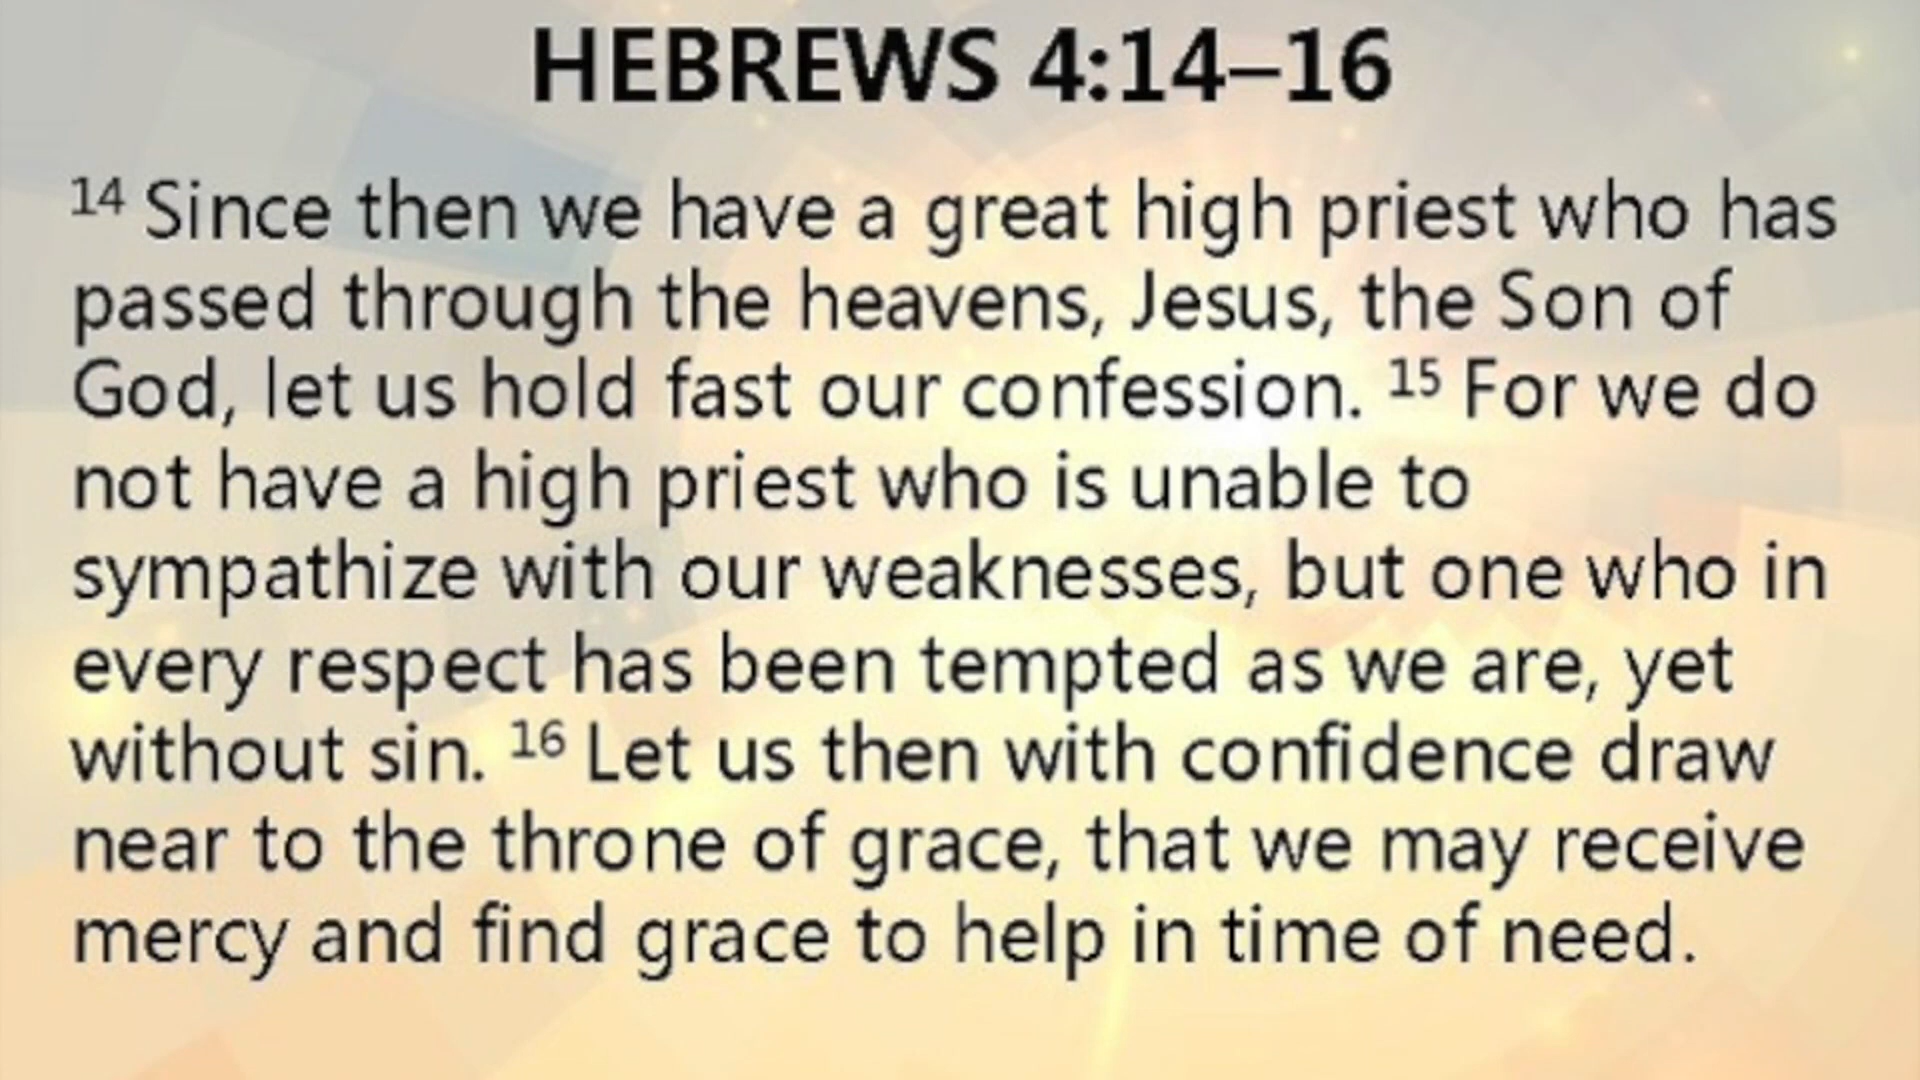 HEBREWS 4:14–16
14 Since then we have a great high priest who has
passed through the heavens, Jesus, the Son of
God, let us hold fast our confession. 15 For we do
not have a high priest who is unable to
sympathize with our weaknesses, but one who in
every respect has been tempted as we are, yet
without sin. 16 Let us then with confidence draw
near to the throne of grace, that we may receive
mercy and find grace to help in time of need.